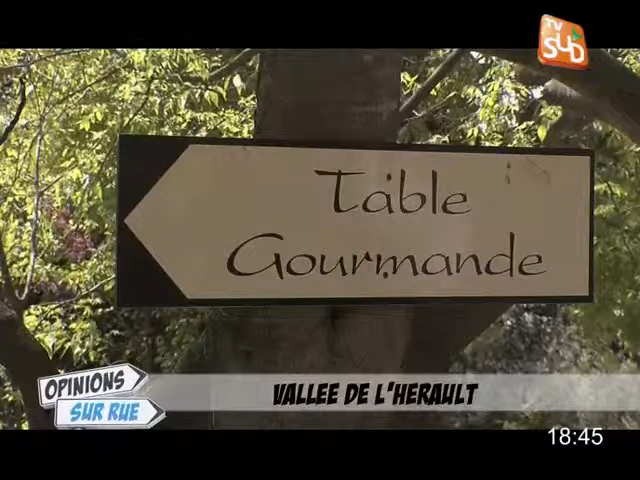 TV
SUD
Table
Gourmande
OPINIONS
SUR RUE
VALLEE DE L'HERAULT
18:45